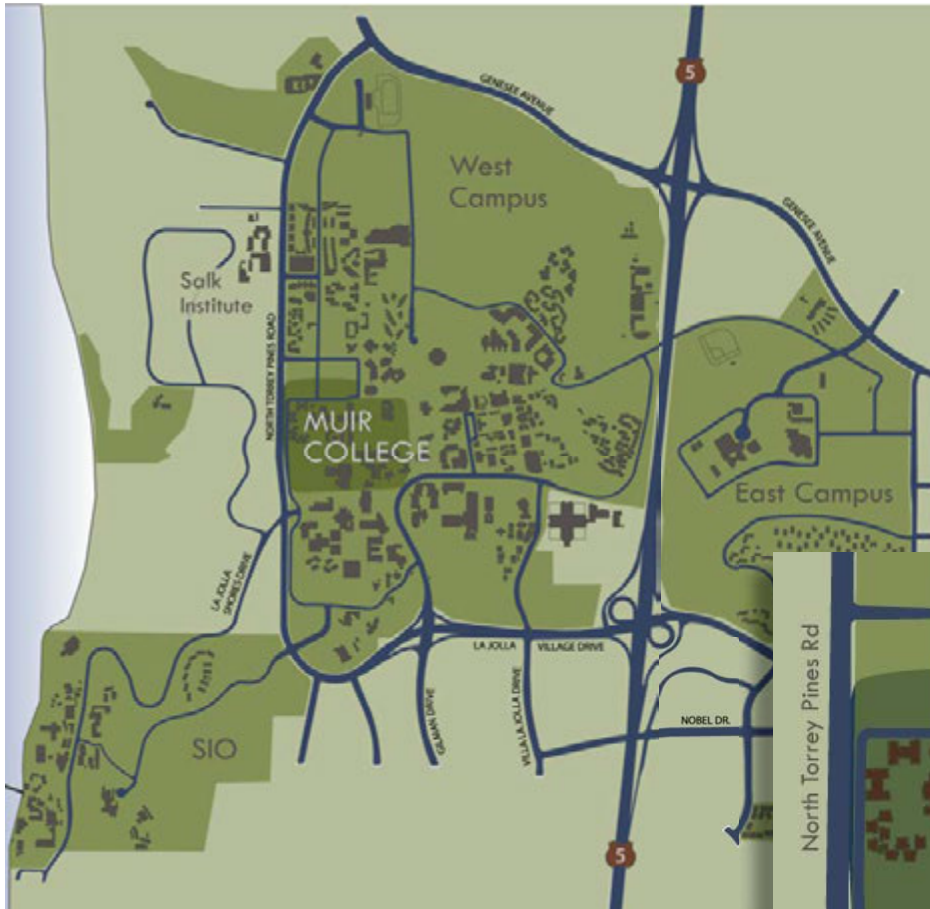 GENESEE AVENUE
5
West
Campus
GENESEE AVENUE
Salk
Institute
NORTH TORREY PINES ROAD
MUIR
COLLEGE
East Campus
LA JOLLA
SHORES DRIVE
LA JOLLA VILLAGE DRIVE
GILMAN DRIVE
VILLA LA JOLLA DRIVE
NOBEL DR.
SIO
North Torrey Pines Rd
5